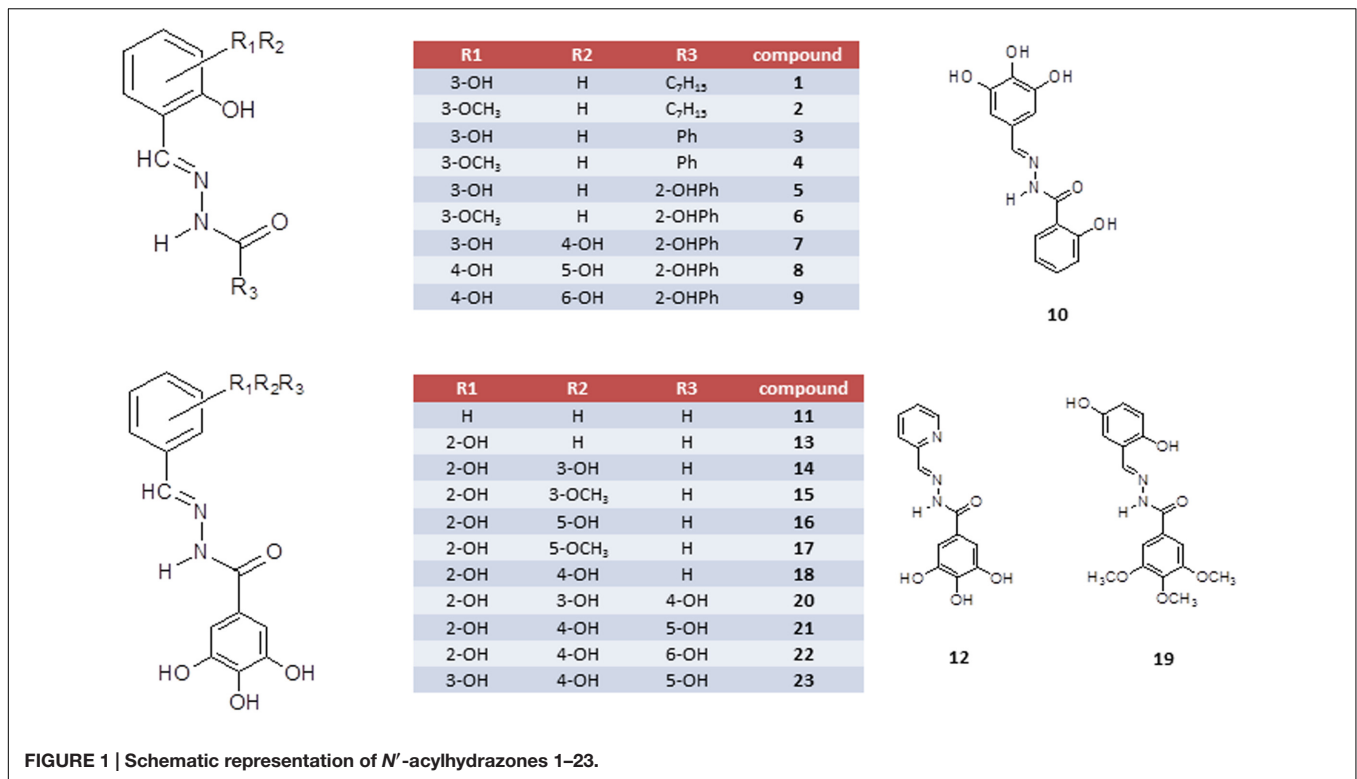 R₁R₂
OH
HC
N
N
H
O
R₃
R1 R2 R3 compound
3-OH H C₇H₁₅ 1
3-OCH₃ H C₇H₁₅ 2
3-OH H Ph 3
3-OCH₃ H Ph 4
3-OH H 2-OHPh 5
3-OCH₃ H 2-OHPh 6
3-OH 4-OH 2-OHPh 7
4-OH 5-OH 2-OHPh 8
4-OH 6-OH 2-OHPh 9
OH
HO OH
N
N
H
O
OH
10
R₁R₂R₃
HC
N
N
H
O
HO OH
OH
R1 R2 R3 compound
H H H 11
2-OH H H 13
2-OH 3-OH H 14
2-OH 3-OCH₃ H 15
2-OH 5-OH H 16
2-OH 5-OCH₃ H 17
2-OH 4-OH H 18
2-OH 3-OH 4-OH 20
2-OH 4-OH 5-OH 21
2-OH 4-OH 6-OH 22
3-OH 4-OH 5-OH 23
N
N
N
H
O
HO OH
OH
12
HO
OH
N
N
H
O
H₃CO OCH₃
OCH₃
19
FIGURE 1 | Schematic representation of N′-acylhydrazones 1–23.